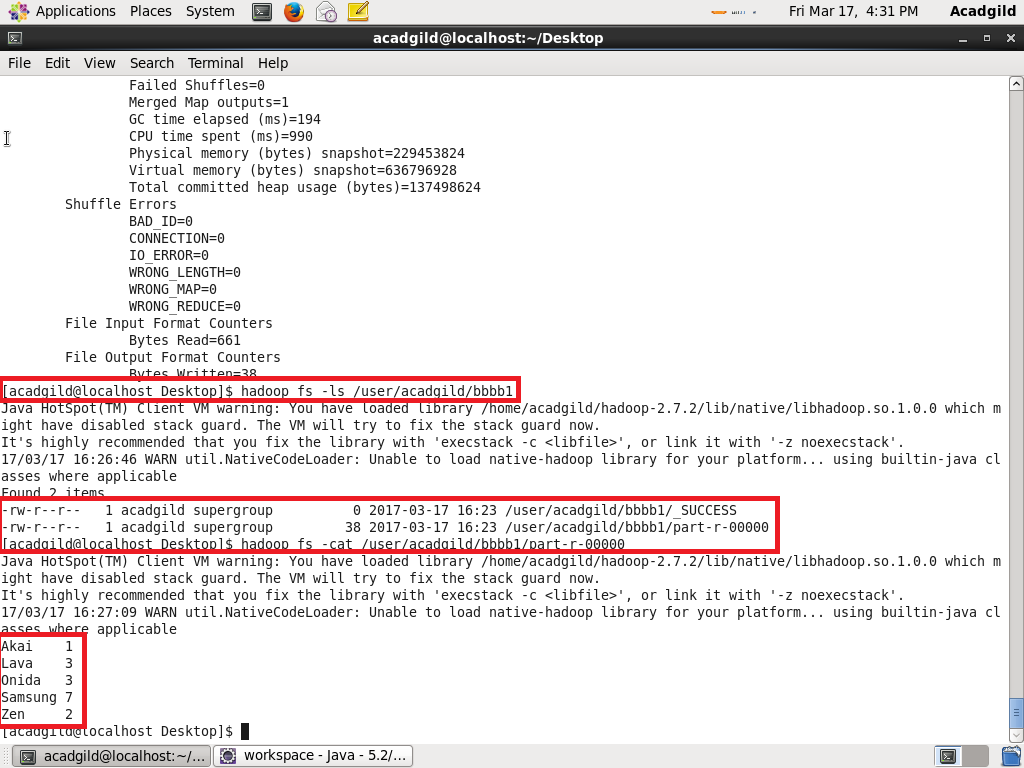 Applications Places System Fri Mar 17, 4:31 PM Acadgild
acadgild@localhost:~/Desktop
File Edit View Search Terminal Help
Failed Shuffles=0
Merged Map outputs=1
GC time elapsed (ms)=194
CPU time spent (ms)=990
Physical memory (bytes) snapshot=229453824
Virtual memory (bytes) snapshot=636796928
Total committed heap usage (bytes)=137498624
Shuffle Errors
BAD_ID=0
CONNECTION=0
IO_ERROR=0
WRONG_LENGTH=0
WRONG_MAP=0
WRONG_REDUCE=0
File Input Format Counters
Bytes Read=661
File Output Format Counters
Bytes Written=38
[acadgild@localhost Desktop]$ hadoop fs -ls /user/acadgild/bbbb1
Java HotSpot(TM) Client VM warning: You have loaded library /home/acadgild/hadoop-2.7.2/lib/native/libhadoop.so.1.0.0 which m
ight have disabled stack guard. The VM will try to fix the stack guard now.
It's highly recommended that you fix the library with 'execstack -c <libfile>', or link it with '-z noexecstack'.
17/03/17 16:26:46 WARN util.NativeCodeLoader: Unable to load native-hadoop library for your platform... using builtin-java cl
asses where applicable
Found 2 items
-rw-r--r-- 1 acadgild supergroup 0 2017-03-17 16:23 /user/acadgild/bbbb1/_SUCCESS
-rw-r--r-- 1 acadgild supergroup 38 2017-03-17 16:23 /user/acadgild/bbbb1/part-r-00000
[acadgild@localhost Desktop]$ hadoop fs -cat /user/acadgild/bbbb1/part-r-00000
Java HotSpot(TM) Client VM warning: You have loaded library /home/acadgild/hadoop-2.7.2/lib/native/libhadoop.so.1.0.0 which m
ight have disabled stack guard. The VM will try to fix the stack guard now.
It's highly recommended that you fix the library with 'execstack -c <libfile>', or link it with '-z noexecstack'.
17/03/17 16:27:09 WARN util.NativeCodeLoader: Unable to load native-hadoop library for your platform... using builtin-java cl
asses where applicable
Akai 1
Lava 3
Onida 3
Samsung 7
Zen 2
[acadgild@localhost Desktop]$
acadgild@localhost:~/... workspace - Java - 5.2/...